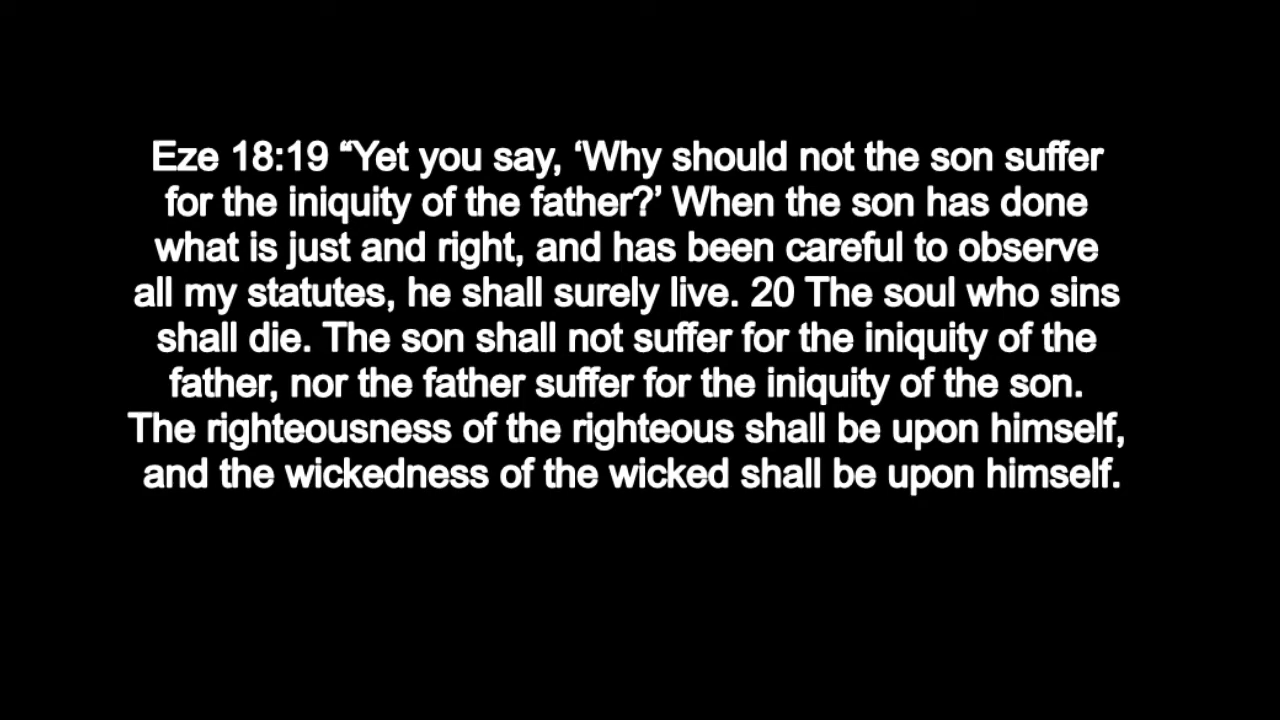 Eze 18:19 “Yet you say, ‘Why should not the son suffer
for the iniquity of the father?’ When the son has done
what is just and right, and has been careful to observe
all my statutes, he shall surely live. 20 The soul who sins
shall die. The son shall not suffer for the iniquity of the
father, nor the father suffer for the iniquity of the son.
The righteousness of the righteous shall be upon himself,
and the wickedness of the wicked shall be upon himself.